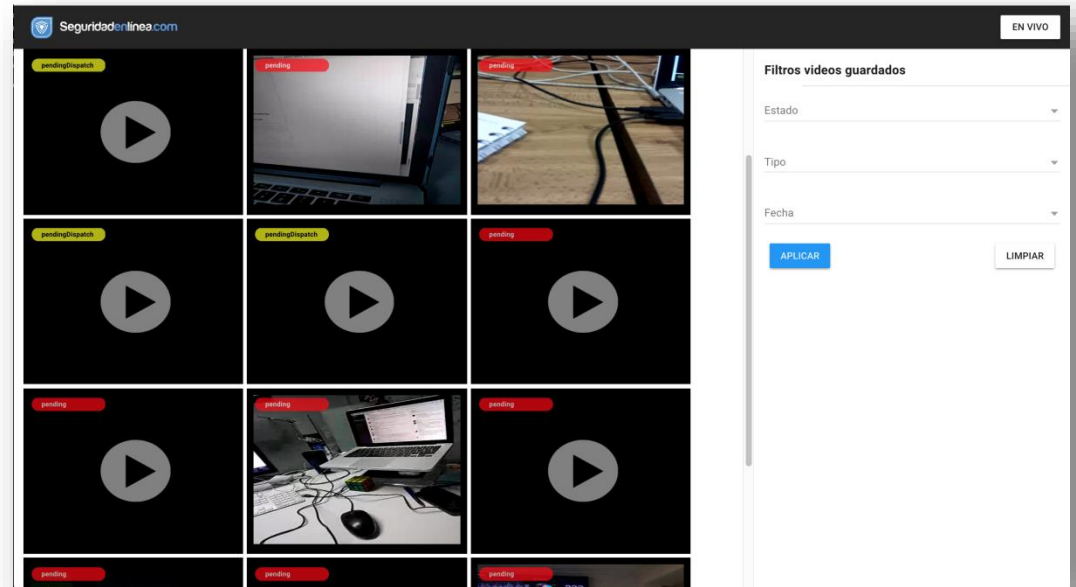 Seguridadenlínea.com
EN VIVO
pendingDispatch
pending
pending
pendingDispatch
pendingDispatch
pending
pending
pending
pending
pending
pending
pending
Filtros videos guardados
Estado
Tipo
Fecha
APLICAR
LIMPIAR